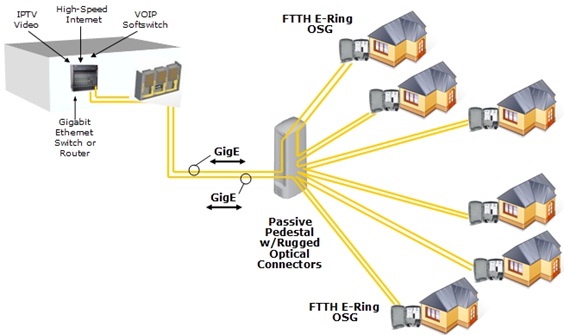 IPTV
Video
High-Speed
Internet
VOIP
Softswitch
Gigabit
Ethernet
Switch or
Router
GigE
GigE
Passive
Pedestal
w/Rugged
Optical
Connectors
FTTH E-Ring
OSG
FTTH E-Ring
OSG